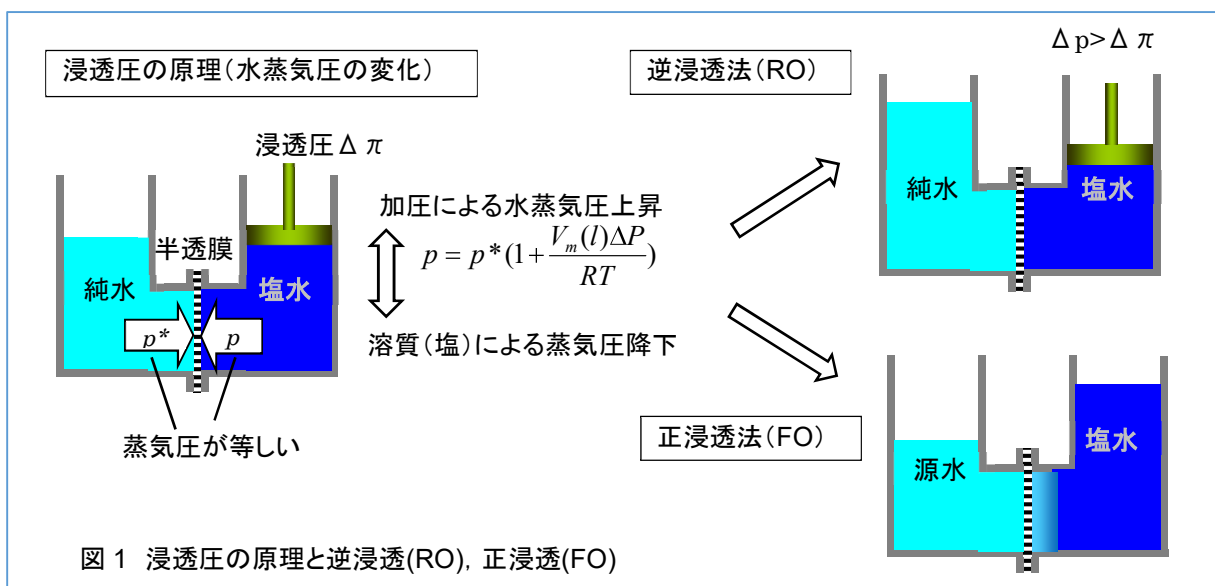 浸透圧の原理(水蒸気圧の変化)
浸透圧Δπ
半透膜
純水
塩水
p*
p
蒸気圧が等しい
加圧による水蒸気圧上昇
p = p*(1+ V_m(l)ΔP / RT)
溶質(塩)による蒸気圧降下
逆浸透法(RO)
Δp>Δπ
純水
塩水
正浸透法(FO)
源水
塩水
図 1 浸透圧の原理と逆浸透(RO), 正浸透(FO)